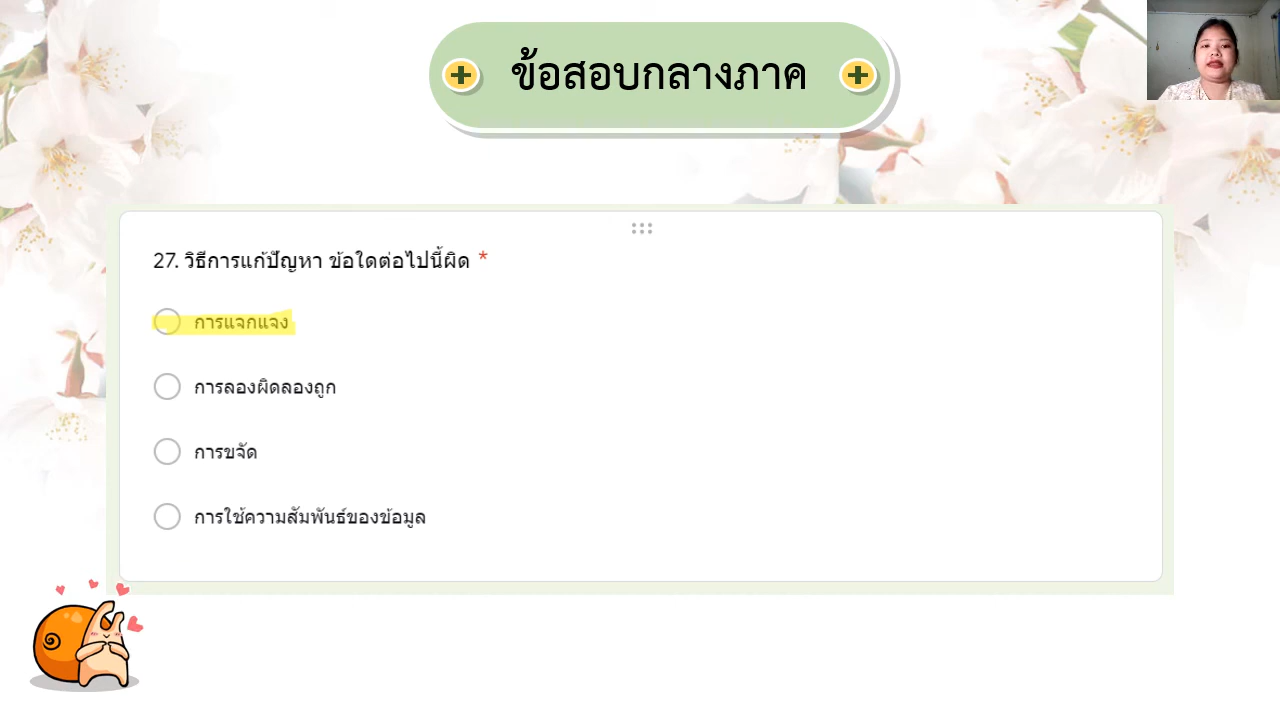 ข้อสอบกลางภาค
27. วิธีการแก้ปัญหา ข้อใดต่อไปนี้ผิด *
การแจกแจง
การลองผิดลองถูก
การขจัด
การใช้ความสัมพันธ์ของข้อมูล